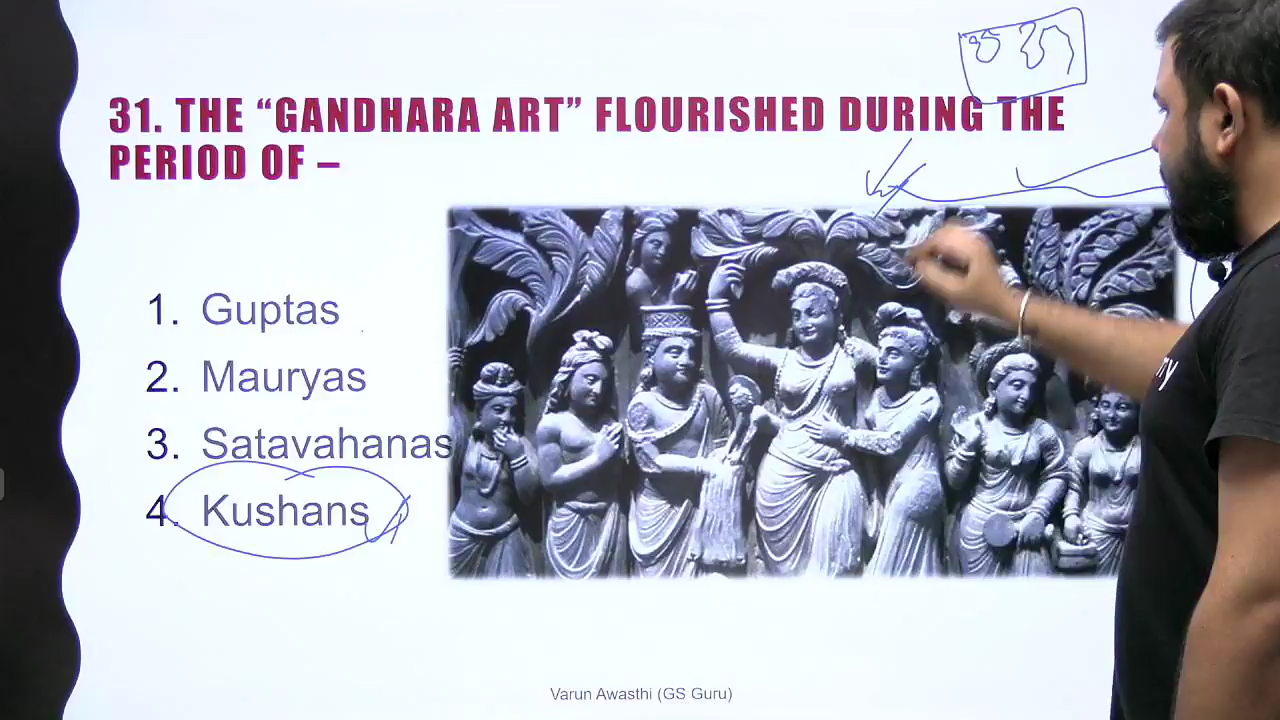 31. THE “GANDHARA ART” FLOURISHED DURING THE
PERIOD OF –
1. Guptas
2. Mauryas
3. Satavahanas
4. Kushans
Varun Awasthi (GS Guru)